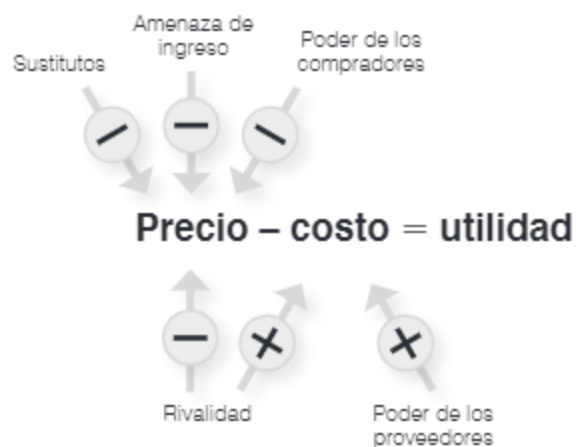 Amenaza de
ingreso
Sustitutos
Poder de los
compradores
Precio – costo = utilidad
Rivalidad
Poder de los
proveedores